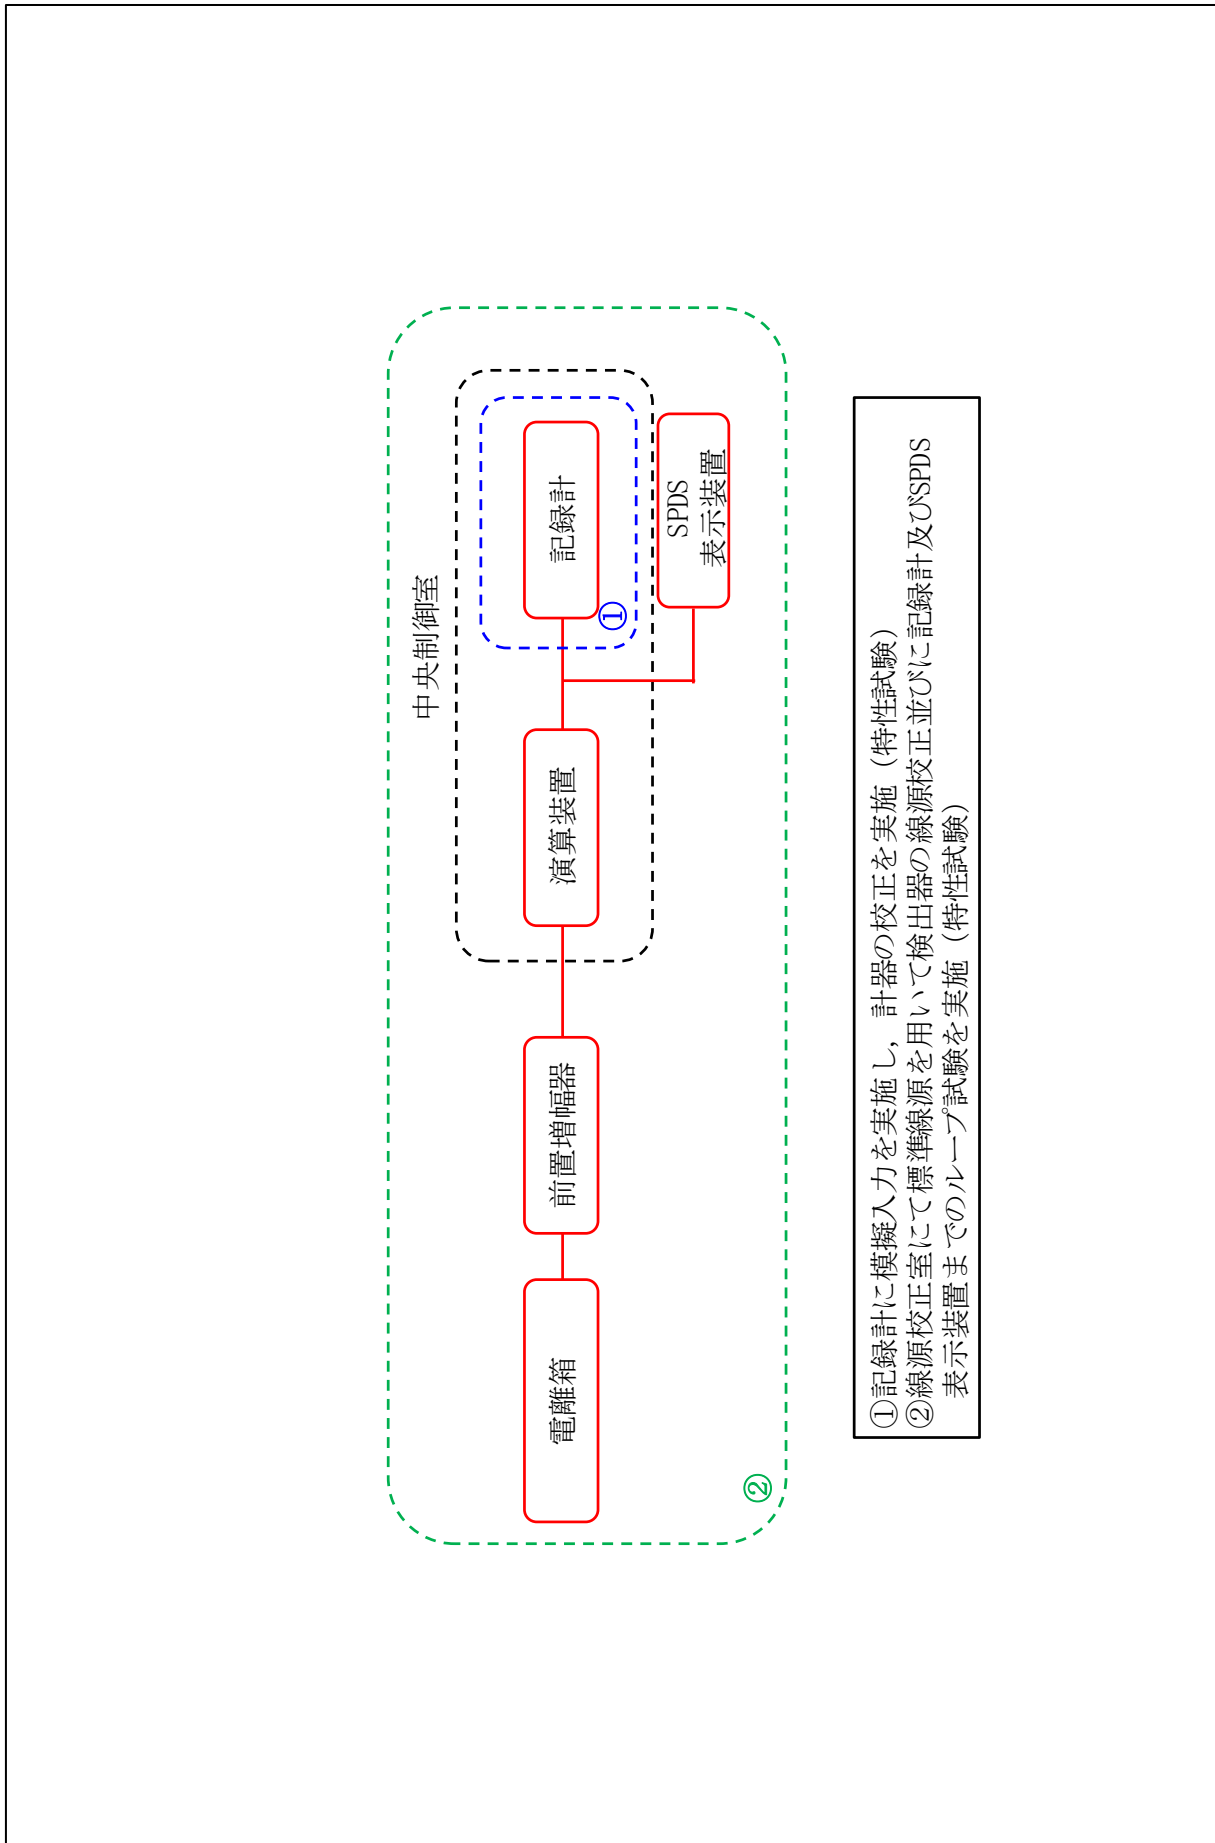 中央制御室
電離箱
前置増幅器
演算装置
記録計
①
SPDS
表示装置
②
①記録計に模擬入力を実施し，計器の校正を実施（特性試験）
②線源校正室にて標準線源を用いて検出器の線源校正並びに記録計及びSPDS
表示装置までのループ試験を実施（特性試験）